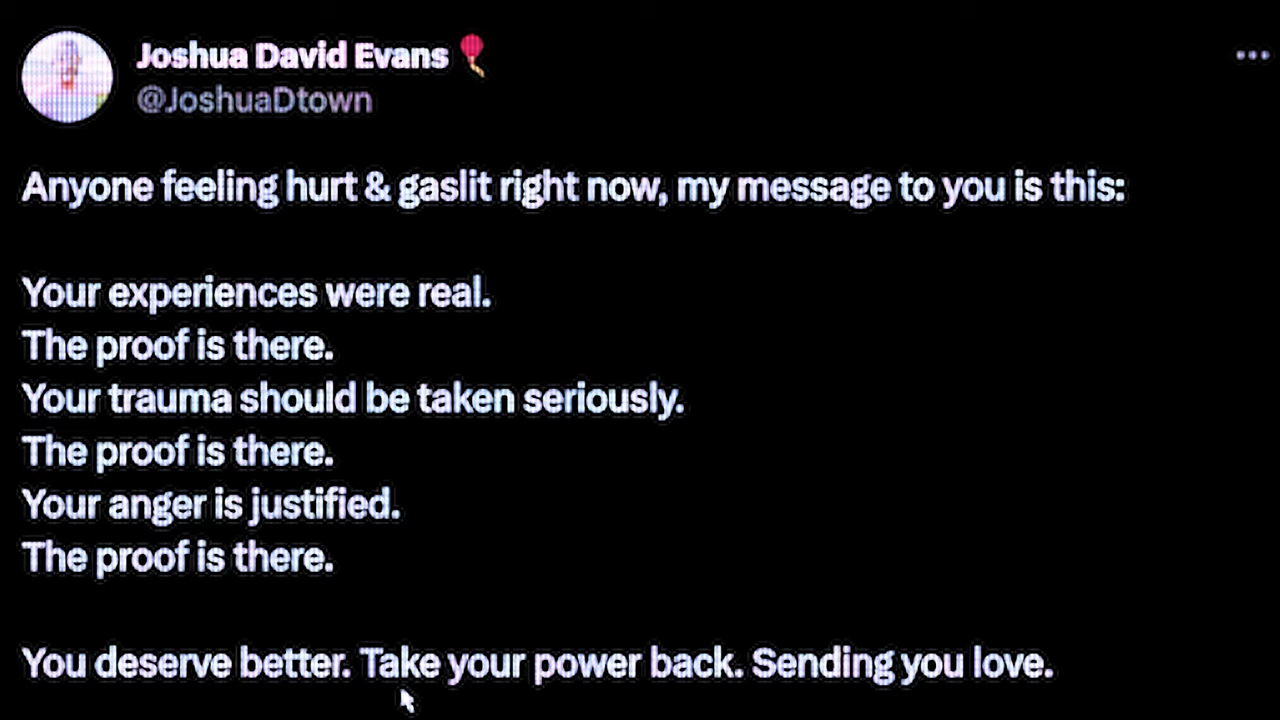 Joshua David Evans
@JoshuaDtown
Anyone feeling hurt & gaslit right now, my message to you is this:
Your experiences were real.
The proof is there.
Your trauma should be taken seriously.
The proof is there.
Your anger is justified.
The proof is there.
You deserve better. Take your power back. Sending you love.